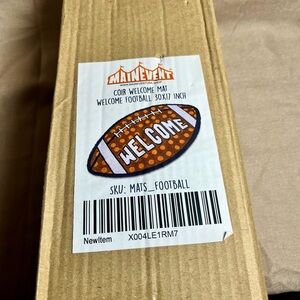 MAINEVENT
COIR WELCOME MAT
WELCOME FOOTBALL 30X17 INCH
WELCOME
SKU: MATS_FOOTBALL
NewItem X004LE1RM7